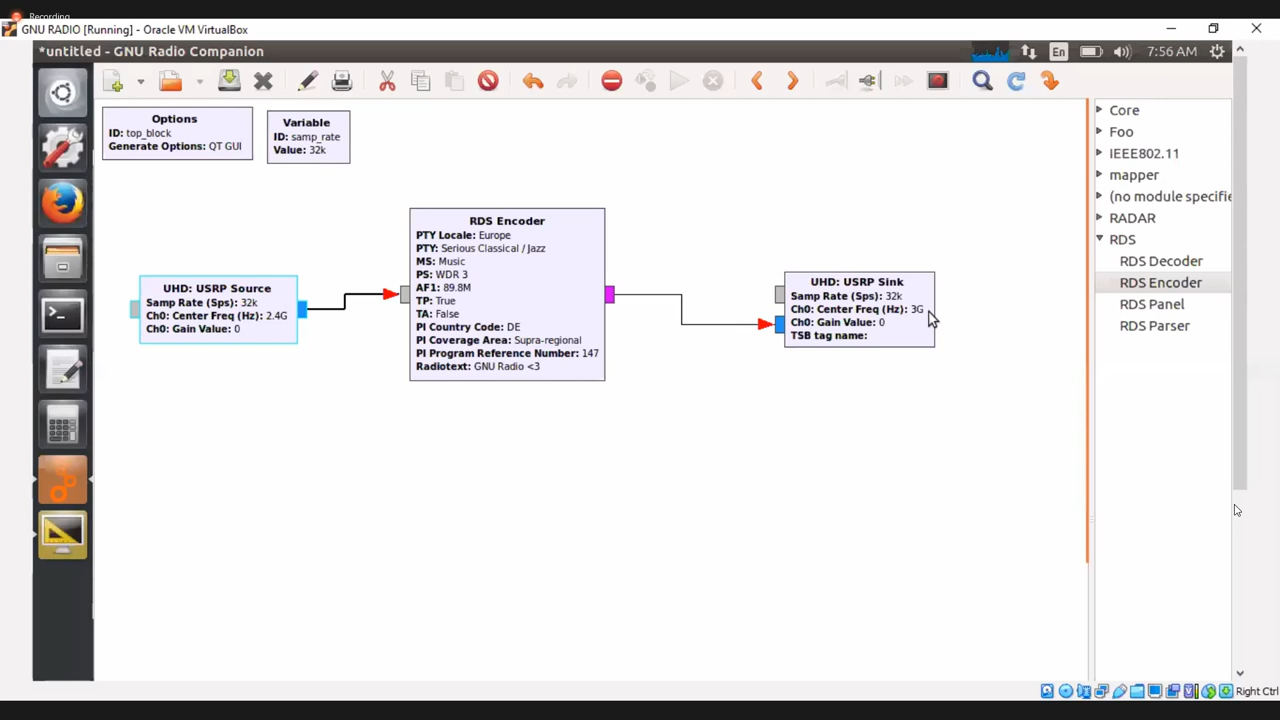 Recording
GNU RADIO [Running] - Oracle VM VirtualBox
*untitled - GNU Radio Companion
En
7:56 AM
Options
ID: top_block
Generate Options: QT GUI
Variable
ID: samp_rate
Value: 32k
UHD: USRP Source
Samp Rate (Sps): 32k
Ch0: Center Freq (Hz): 2.4G
Ch0: Gain Value: 0
RDS Encoder
PTY Locale: Europe
PTY: Serious Classical / Jazz
MS: Music
PS: WDR 3
AF1: 89.8M
TP: True
TA: False
PI Country Code: DE
PI Coverage Area: Supra-regional
PI Program Reference Number: 147
Radiotext: GNU Radio <3
UHD: USRP Sink
Samp Rate (Sps): 32k
Ch0: Center Freq (Hz): 3G
Ch0: Gain Value: 0
TSB tag name:
Core
Foo
IEEE802.11
mapper
(no module specifie
RADAR
RDS
RDS Decoder
RDS Encoder
RDS Panel
RDS Parser
Right Ctrl